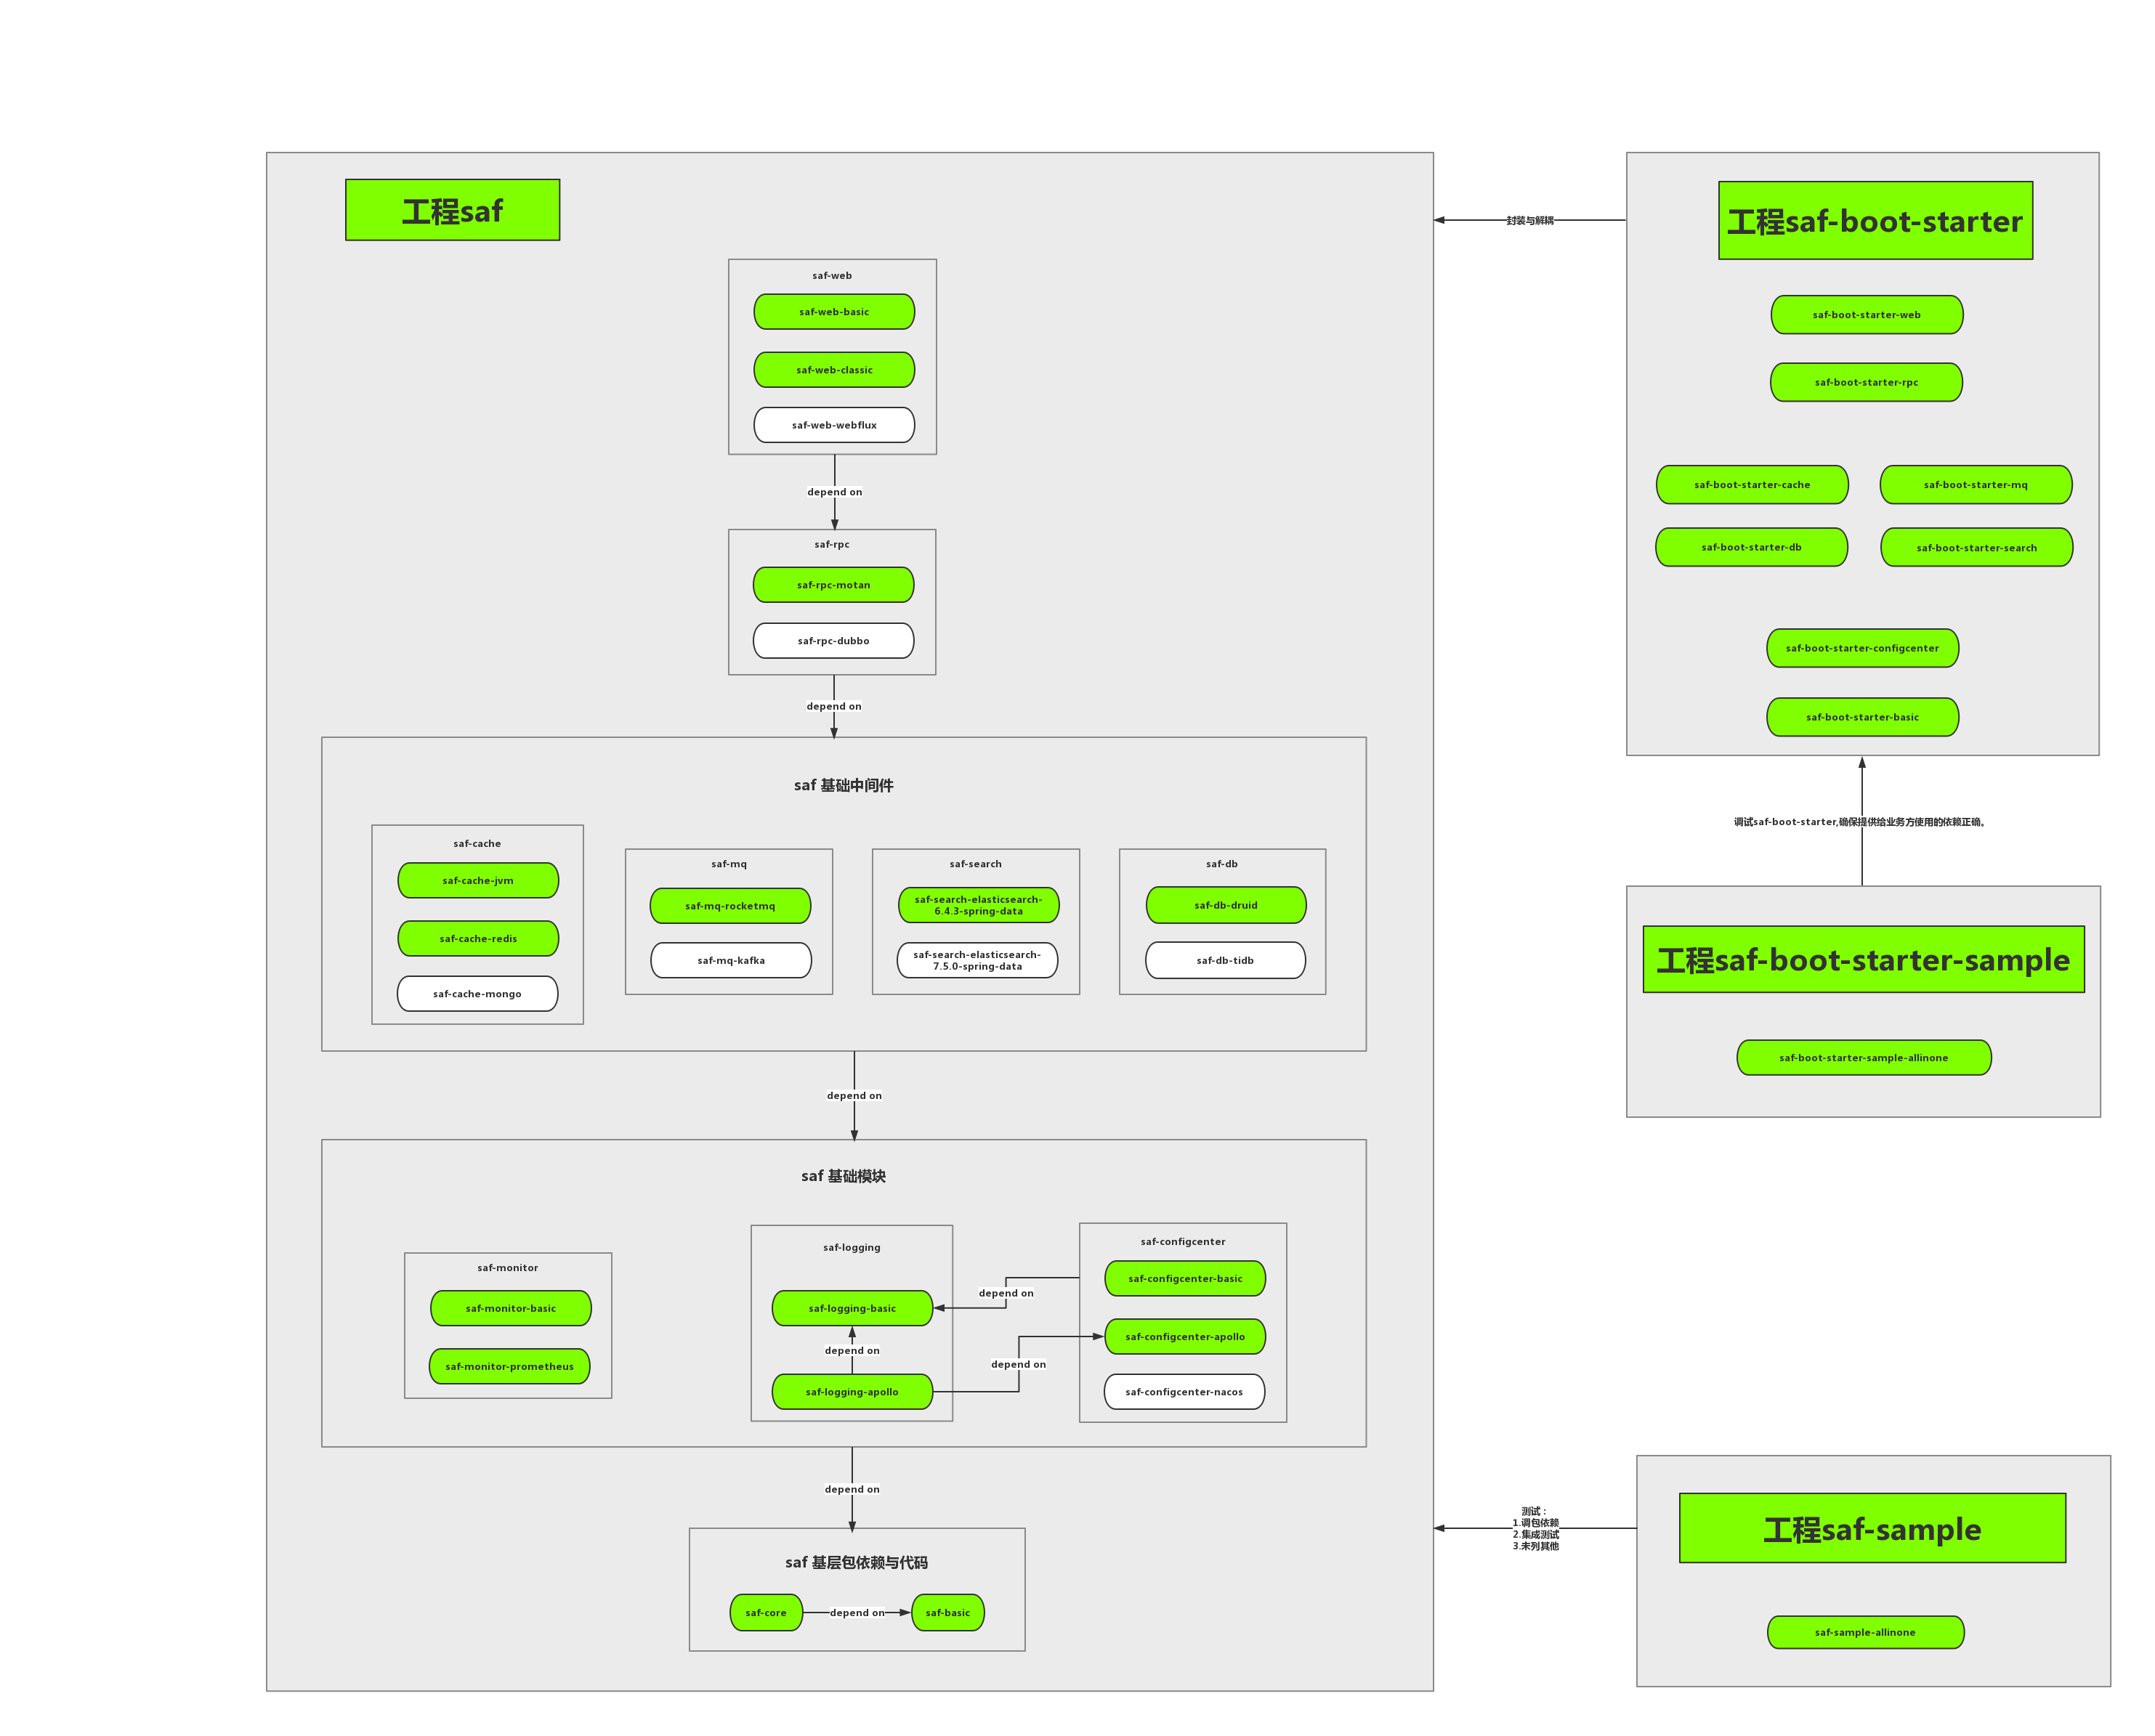 工程saf
saf-web
saf-web-basic
saf-web-classic
saf-web-webflux
depend on
saf-rpc
saf-rpc-motan
saf-rpc-dubbo
depend on
saf 基础中间件
saf-cache
saf-cache-jvm
saf-cache-redis
saf-cache-mongo
saf-mq
saf-mq-rocketmq
saf-mq-kafka
saf-search
saf-search-elasticsearch-
6.4.3-spring-data
saf-search-elasticsearch-
7.5.0-spring-data
saf-db
saf-db-druid
saf-db-tidb
depend on
saf 基础模块
saf-monitor
saf-monitor-basic
saf-monitor-prometheus
saf-logging
saf-logging-basic
depend on
saf-logging-apollo
depend on
depend on
saf-configcenter
saf-configcenter-basic
saf-configcenter-apollo
saf-configcenter-nacos
depend on
saf 基层包依赖与代码
saf-core
depend on
saf-basic
封装与解耦
工程saf-boot-starter
saf-boot-starter-web
saf-boot-starter-rpc
saf-boot-starter-cache
saf-boot-starter-mq
saf-boot-starter-db
saf-boot-starter-search
saf-boot-starter-configcenter
saf-boot-starter-basic
调试saf-boot-starter,确保提供给业务方使用的依赖正确。
工程saf-boot-starter-sample
saf-boot-starter-sample-allinone
测试：
1.调包依赖
2.集成测试
3.未列其他
工程saf-sample
saf-sample-allinone